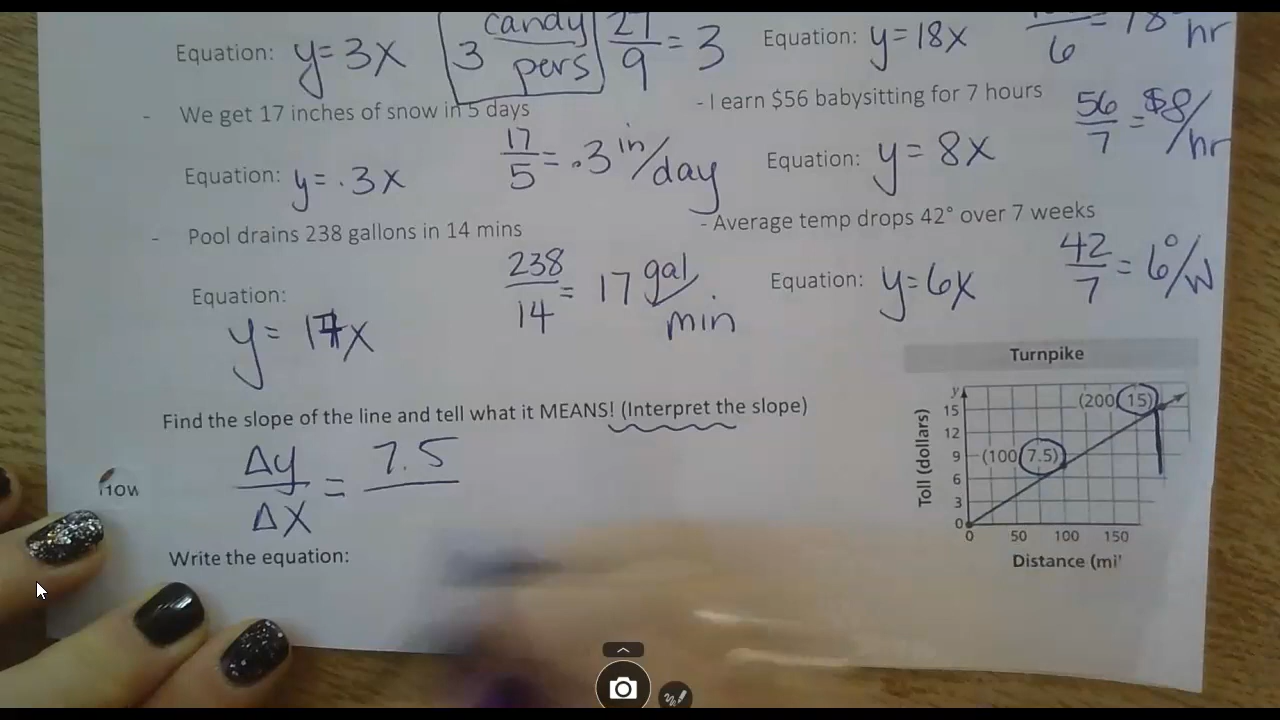 Equation: y=3x 3 candy/pers 27/9 = 3
Equation: y=18x /6 = 18 hr
- We get 17 inches of snow in 5 days
17/5 = .3 in/day
Equation: y=.3x
- I earn $56 babysitting for 7 hours
56/7 = $8/hr
Equation: y=8x
- Pool drains 238 gallons in 14 mins
238/14 = 17 gal/min
Equation:
y=17x
- Average temp drops 42° over 7 weeks
42/7 = 6°/W
Equation: y=6x
Find the slope of the line and tell what it MEANS! (Interpret the slope)
Δy/ΔX = 7.5
Write the equation:
Turnpike
y
(200 15)
(100 7.5)
15
12
9
6
3
0
0 50 100 150
Toll (dollars)
Distance (mi